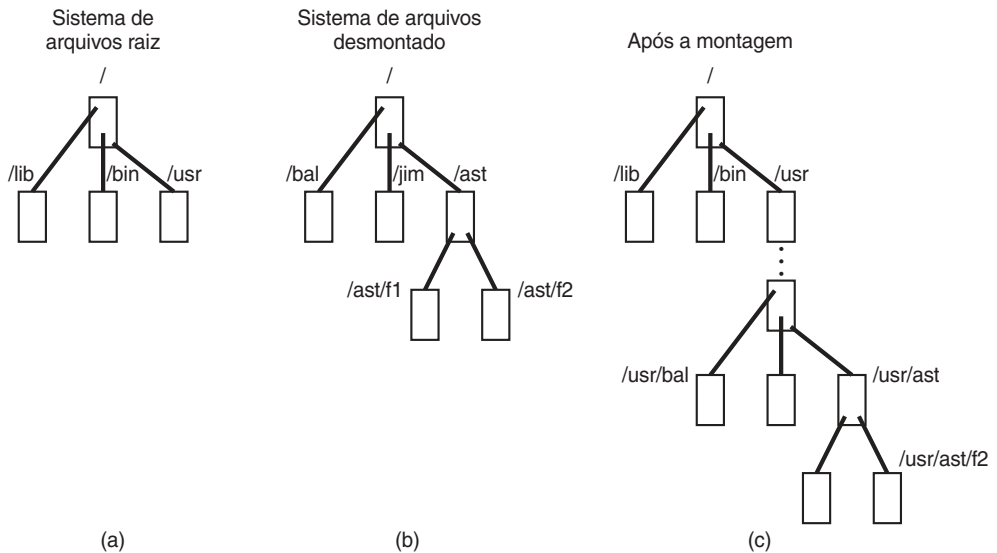 Sistema de
arquivos raiz
/
/lib
/bin
/usr
(a)
Sistema de arquivos
desmontado
/
/bal
/jim
/ast
/ast/f1
/ast/f2
(b)
Após a montagem
/
/lib
/bin
/usr
/usr/bal
/usr/ast
/usr/ast/f2
(c)